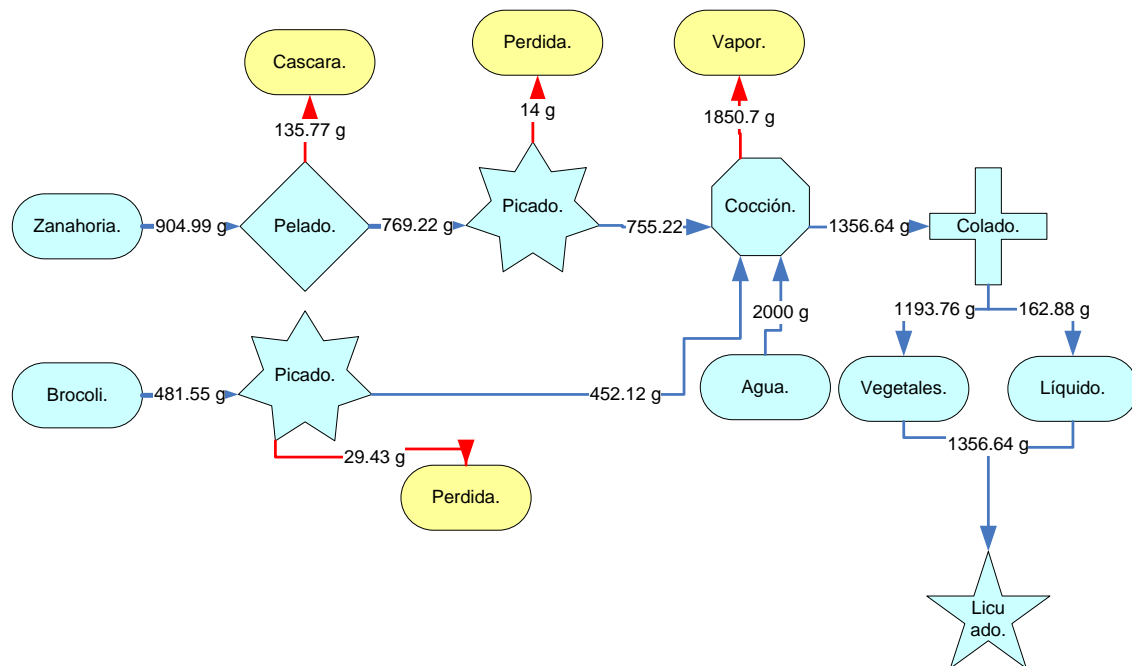 Perdida.
Vapor.
Cascara.
14 g
1850.7 g
135.77 g
Picado.
Cocción.
Zanahoria.
904.99 g
Pelado.
769.22 g
755.22
1356.64 g
Colado.
2000 g
1193.76 g
162.88 g
Brocoli.
481.55 g
Picado.
452.12 g
Agua.
Vegetales.
Líquido.
29.43 g
1356.64 g
Perdida.
Licu
ado.